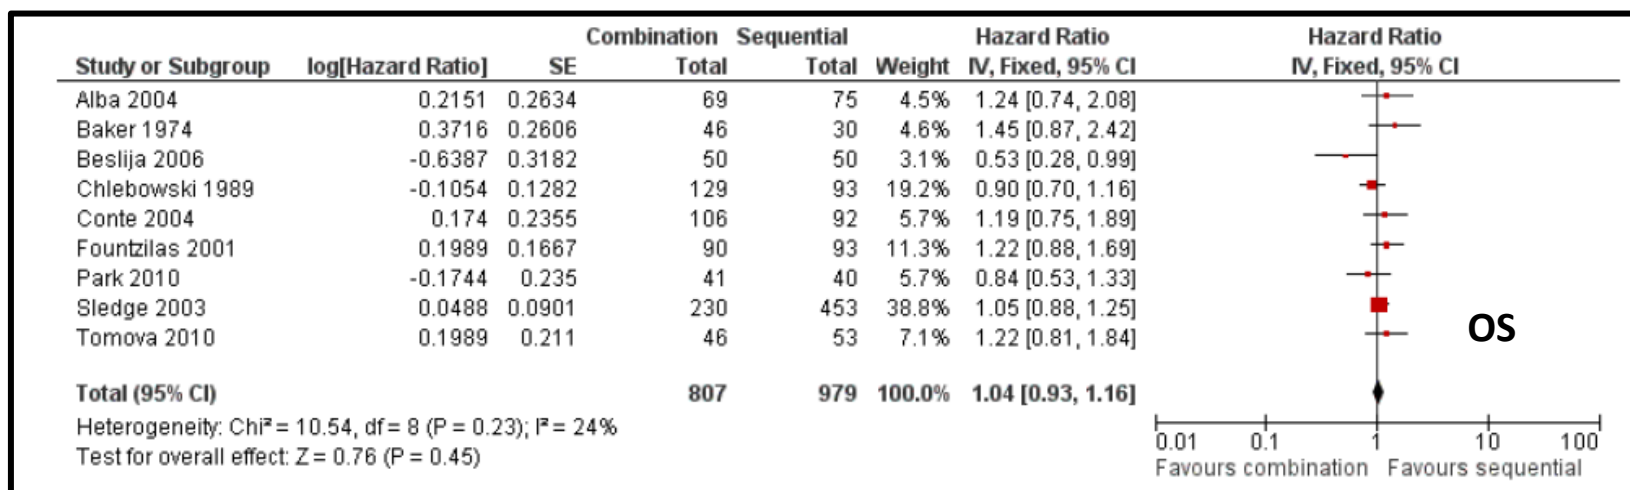 Combination Sequential Hazard Ratio Hazard Ratio
Study or Subgroup log[Hazard Ratio] SE Total Total Weight IV, Fixed, 95% CI IV, Fixed, 95% CI
Alba 2004 0.2151 0.2634 69 75 4.5% 1.24 [0.74, 2.08]
Baker 1974 0.3716 0.2606 46 30 4.6% 1.45 [0.87, 2.42]
Beslija 2006 -0.6387 0.3182 50 50 3.1% 0.53 [0.28, 0.99]
Chlebowski 1989 -0.1054 0.1282 129 93 19.2% 0.90 [0.70, 1.16]
Conte 2004 0.174 0.2355 106 92 5.7% 1.19 [0.75, 1.89]
Fountzilas 2001 0.1989 0.1667 90 93 11.3% 1.22 [0.88, 1.69]
Park 2010 -0.1744 0.235 41 40 5.7% 0.84 [0.53, 1.33]
Sledge 2003 0.0488 0.0901 230 453 38.8% 1.05 [0.88, 1.25]
Tomova 2010 0.1989 0.211 46 53 7.1% 1.22 [0.81, 1.84]
OS
Total (95% CI) 807 979 100.0% 1.04 [0.93, 1.16]
Heterogeneity: Chi² = 10.54, df = 8 (P = 0.23); I² = 24%
Test for overall effect: Z = 0.76 (P = 0.45)
0.01 0.1 1 10 100
Favours combination Favours sequential